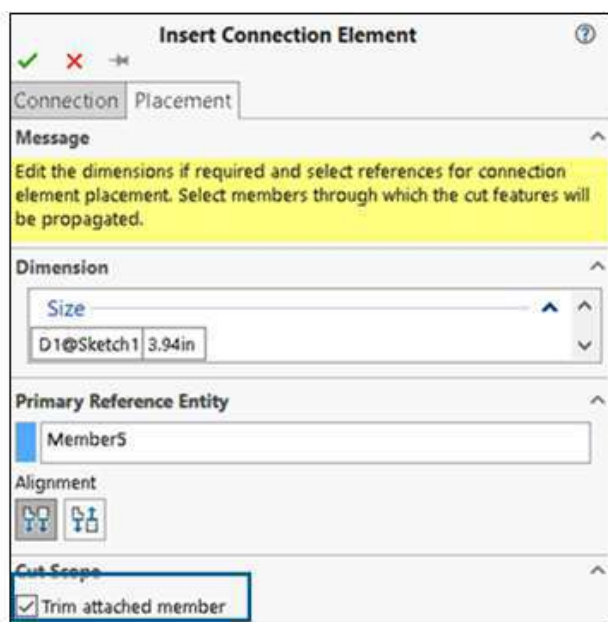 Insert Connection Element
Connection Placement
Message
Edit the dimensions if required and select references for connection
element placement. Select members through which the cut features will
be propagated.
Dimension
Size
D1@Sketch1 3.94in
Primary Reference Entity
Member5
Alignment
Cut Scope
Trim attached member